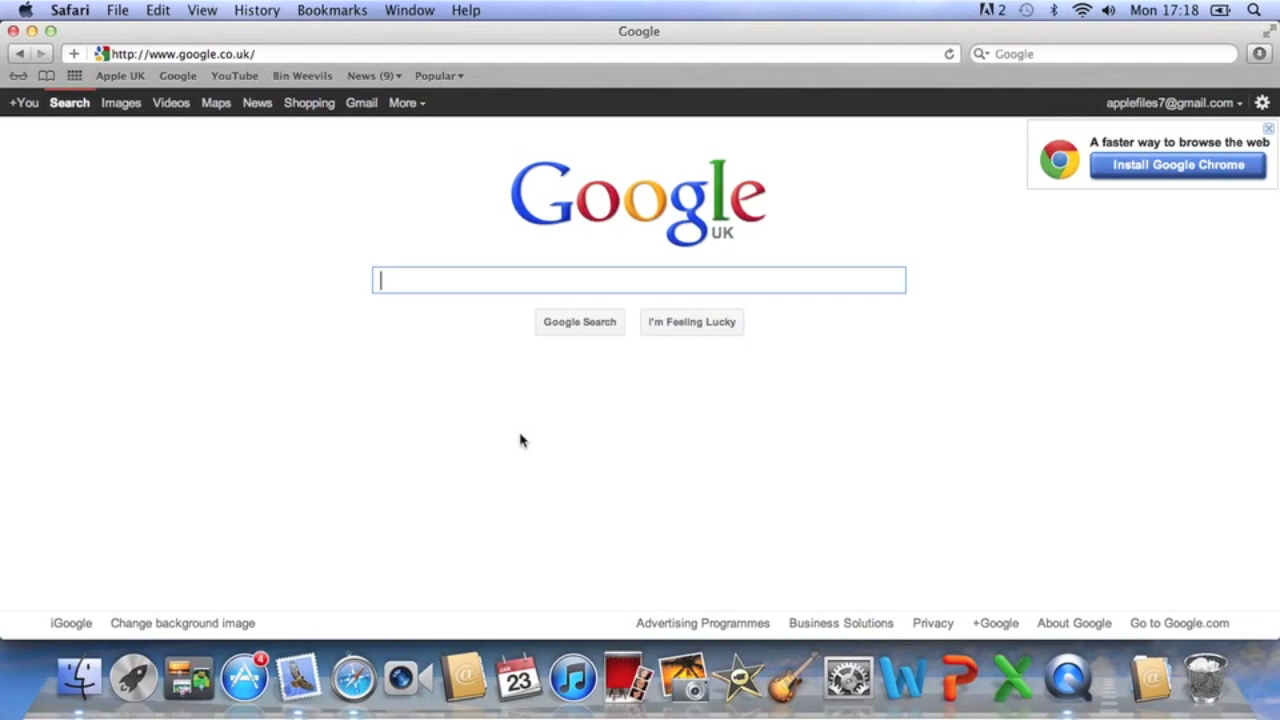 Safari File Edit View History Bookmarks Window Help 2 Mon 17:18
Google
http://www.google.co.uk/ Google
Apple UK Google YouTube Bin Weevils News (9) Popular
+You Search Images Videos Maps News Shopping Gmail More applefiles7@gmail.com
A faster way to browse the web
Install Google Chrome
Google
UK
Google Search I'm Feeling Lucky
iGoogle Change background image Advertising Programmes Business Solutions Privacy +Google About Google Go to Google.com
4
23